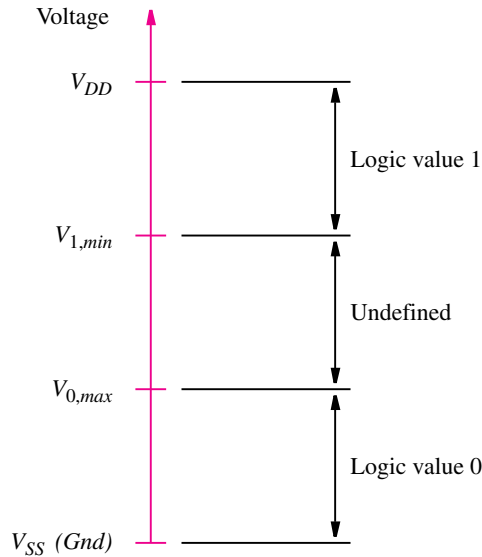 Voltage
V_DD
Logic value 1
V_1,min
Undefined
V_0,max
Logic value 0
V_SS (Gnd)